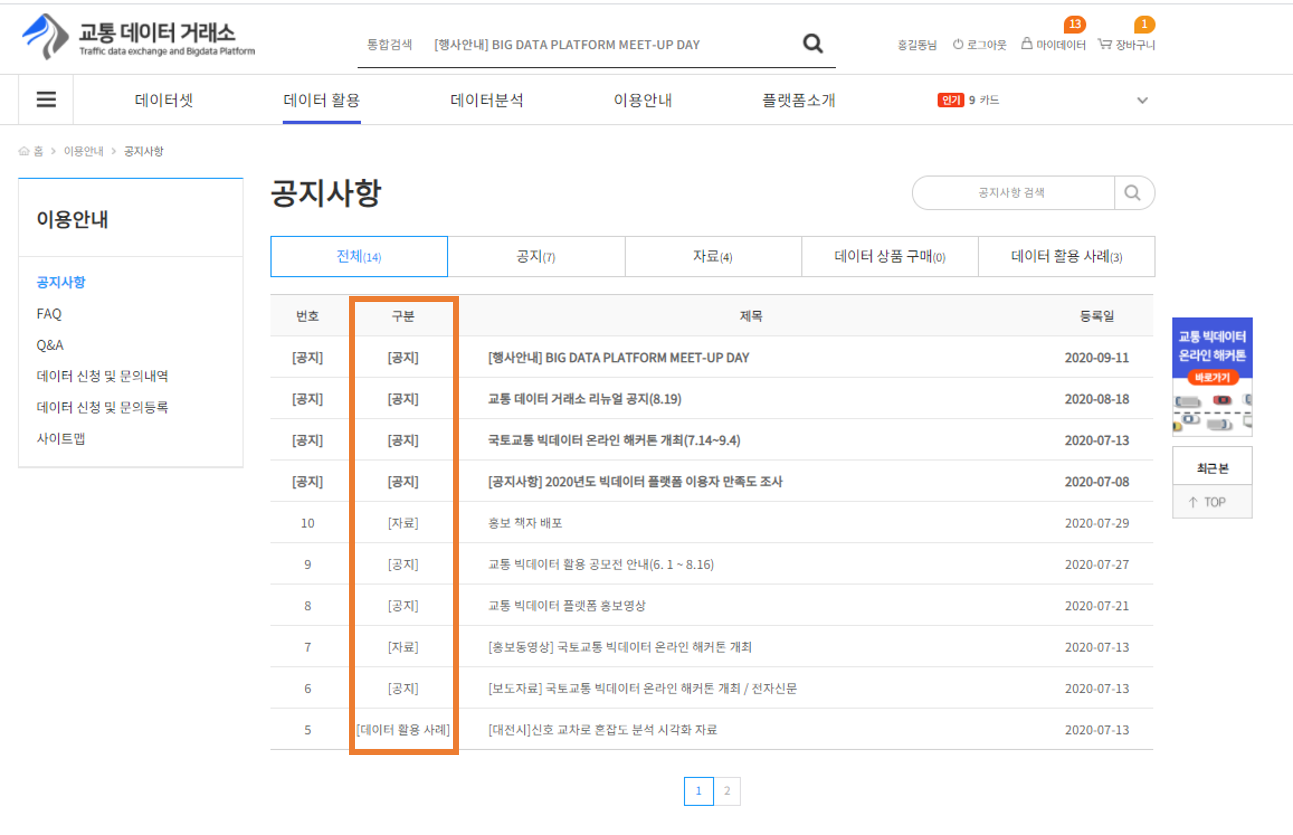 교통 데이터 거래소
Traffic data exchange and Bigdata Platform
통합검색 [행사안내] BIG DATA PLATFORM MEET-UP DAY
13 1
홍길동님 로그아웃 마이데이터 장바구니
데이터셋 데이터 활용 데이터분석 이용안내 플랫폼소개 인기 9 카드
홈 > 이용안내 > 공지사항
이용안내
공지사항
FAQ
Q&A
데이터 신청 및 문의내역
데이터 신청 및 문의등록
사이트맵
공지사항
공지사항 검색
전체(14) 공지(7) 자료(4) 데이터 상품 구매(0) 데이터 활용 사례(3)
번호 구분 제목 등록일
[공지] [공지] [행사안내] BIG DATA PLATFORM MEET-UP DAY 2020-09-11
[공지] [공지] 교통 데이터 거래소 리뉴얼 공지(8.19) 2020-08-18
[공지] [공지] 국토교통 빅데이터 온라인 해커톤 개최(7.14~9.4) 2020-07-13
[공지] [공지] [공지사항] 2020년도 빅데이터 플랫폼 이용자 만족도 조사 2020-07-08
10 [자료] 홍보 책자 배포 2020-07-29
9 [공지] 교통 빅데이터 활용 공모전 안내(6. 1 ~ 8.16) 2020-07-27
8 [공지] 교통 빅데이터 플랫폼 홍보영상 2020-07-21
7 [자료] [홍보동영상] 국토교통 빅데이터 온라인 해커톤 개최 2020-07-13
6 [공지] [보도자료] 국토교통 빅데이터 온라인 해커톤 개최 / 전자신문 2020-07-13
5 [데이터 활용 사례] [대전시]신호 교차로 혼잡도 분석 시각화 자료 2020-07-13
1 2
교통 빅데이터
온라인 해커톤
바로가기
최근본
↑ TOP